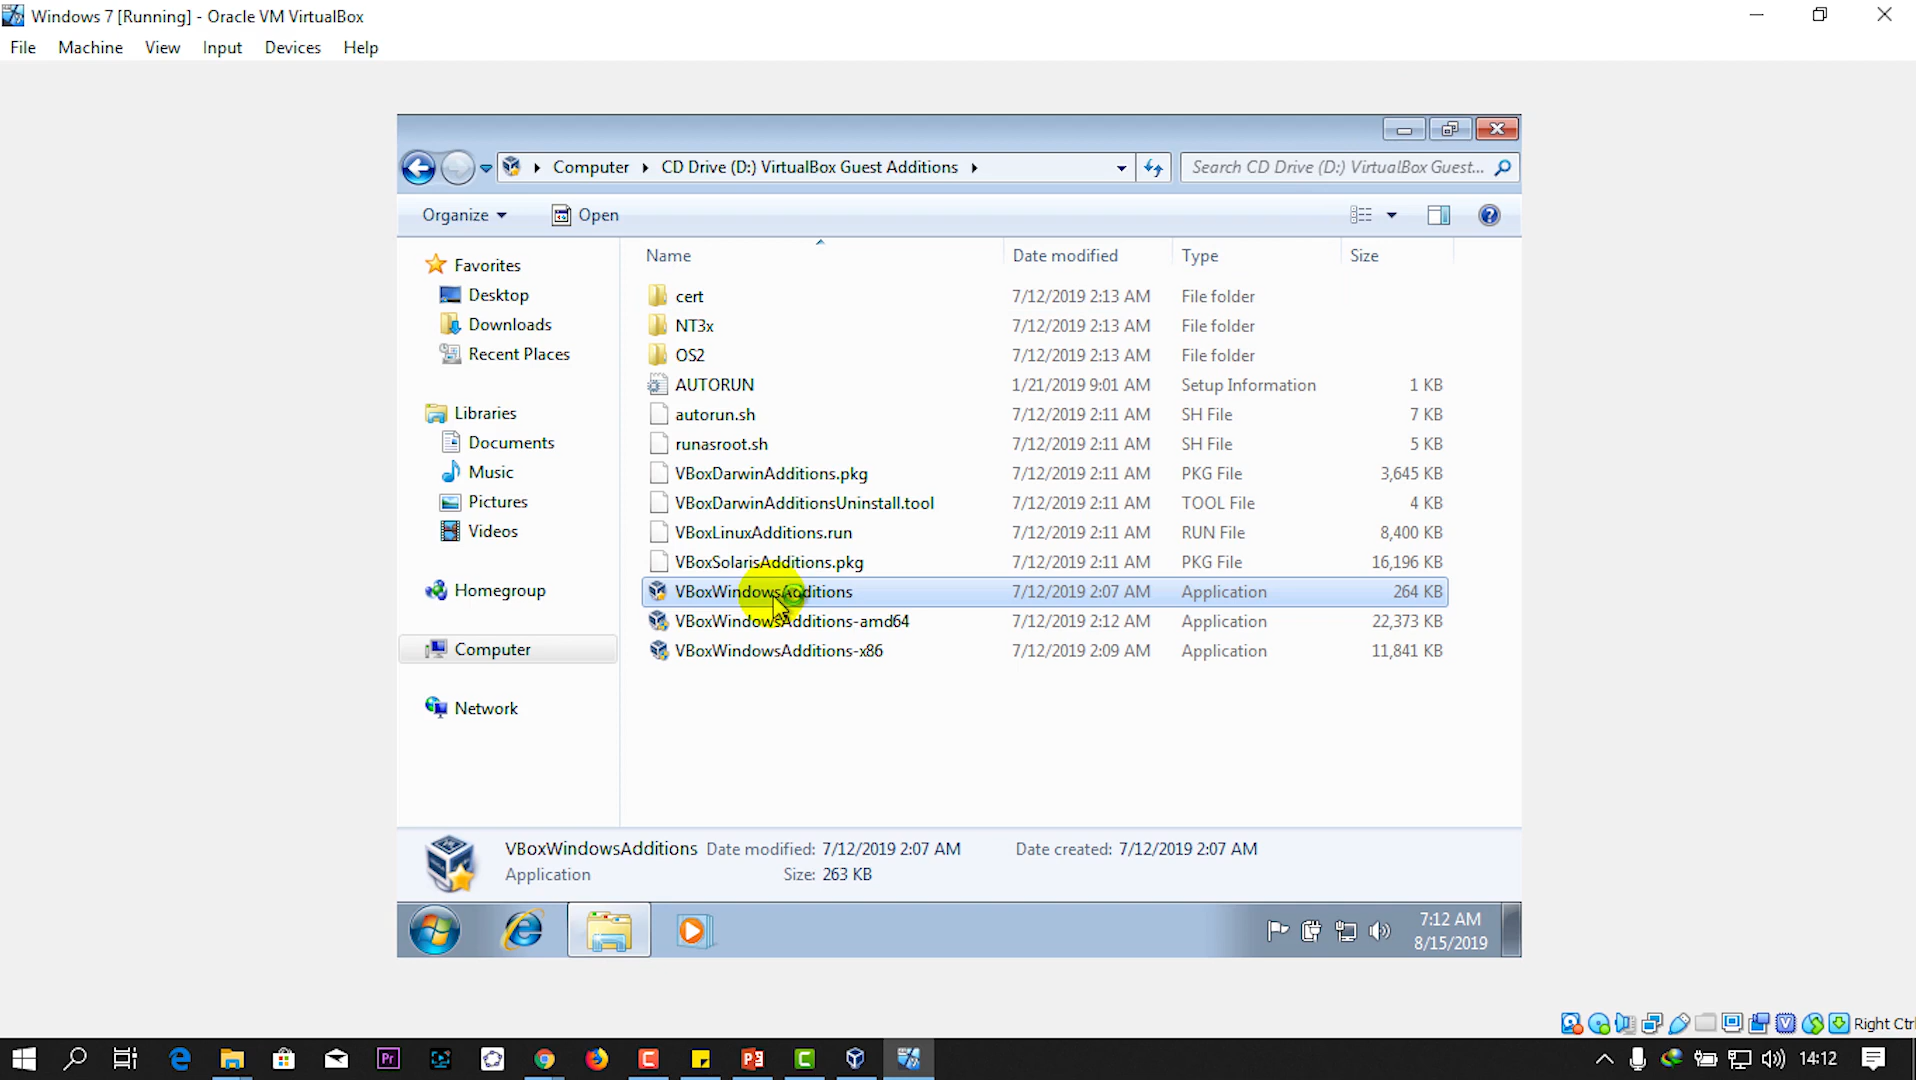 Windows 7 [Running] - Oracle VM VirtualBox
File Machine View Input Devices Help
Computer CD Drive (D:) VirtualBox Guest Additions Search CD Drive (D:) VirtualBox Guest...
Organize Open
Name Date modified Type Size
Favorites
Desktop
Downloads
Recent Places
Libraries
Documents
Music
Pictures
Videos
Homegroup
Computer
Network
cert 7/12/2019 2:13 AM File folder
NT3x 7/12/2019 2:13 AM File folder
OS2 7/12/2019 2:13 AM File folder
AUTORUN 1/21/2019 9:01 AM Setup Information 1 KB
autorun.sh 7/12/2019 2:11 AM SH File 7 KB
runasroot.sh 7/12/2019 2:11 AM SH File 5 KB
VBoxDarwinAdditions.pkg 7/12/2019 2:11 AM PKG File 3,645 KB
VBoxDarwinAdditionsUninstall.tool 7/12/2019 2:11 AM TOOL File 4 KB
VBoxLinuxAdditions.run 7/12/2019 2:11 AM RUN File 8,400 KB
VBoxSolarisAdditions.pkg 7/12/2019 2:11 AM PKG File 16,196 KB
VBoxWindowsAdditions 7/12/2019 2:07 AM Application 264 KB
VBoxWindowsAdditions-amd64 7/12/2019 2:12 AM Application 22,373 KB
VBoxWindowsAdditions-x86 7/12/2019 2:09 AM Application 11,841 KB
VBoxWindowsAdditions Date modified: 7/12/2019 2:07 AM Date created: 7/12/2019 2:07 AM
Application Size: 263 KB
7:12 AM
8/15/2019
Right Ctrl
Pr
14:12